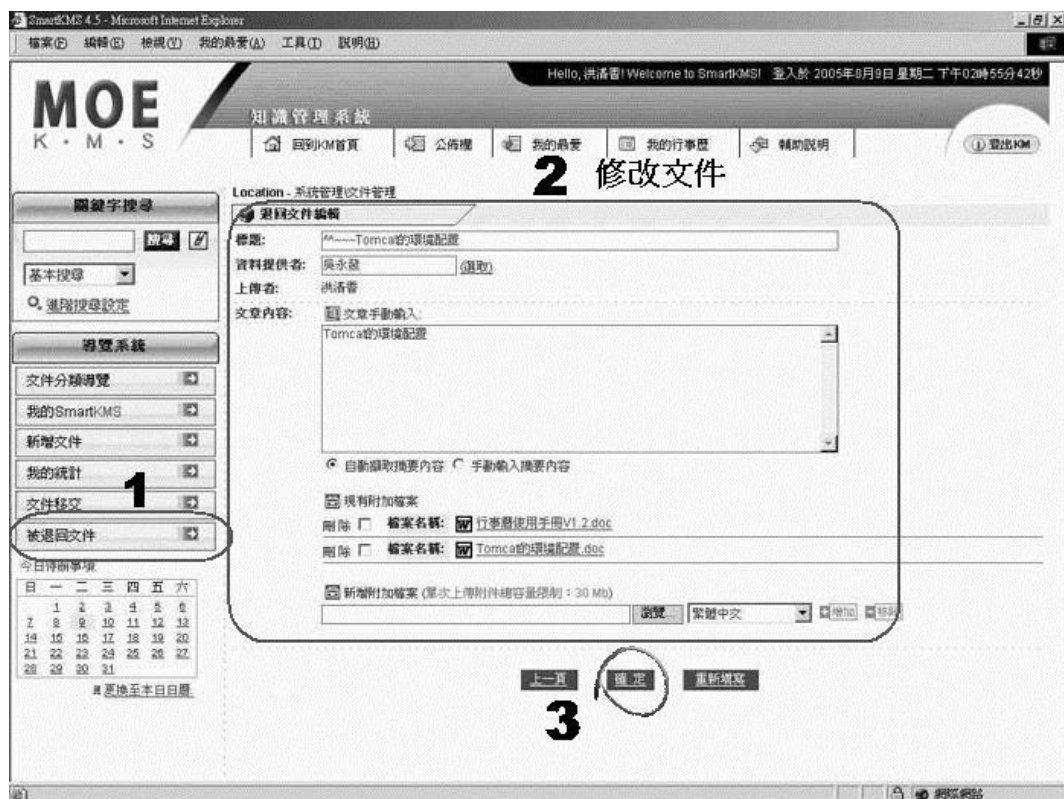 SmartKMS 4.5 - Microsoft Internet Explorer
檔案(F) 編輯(E) 檢視(V) 我的最愛(A) 工具(T) 說明(H)
Hello, 洪清香!Welcome to SmartKMS! 登入於 2005年8月9日 星期二 下午02時55分42秒
MOE
K・M・S
知識管理系統
回到KM首頁 公佈欄 我的最愛 我的行事歷 輔助說明 登出KM
2 修改文件
Location - 系統管理\文件管理
關鍵字搜尋
搜尋
基本搜尋
進階搜尋設定
導覽系統
文件分類導覽
我的SmartKMS
新增文件
我的統計
1
文件移交
被退回文件
今日待辦事項
日 一 二 三 四 五 六
1 2 3 4 5 6
7 8 9 10 11 12 13
14 15 16 17 18 19 20
21 22 23 24 25 26 27
28 29 30 31
更換至本日日曆
退回文件編輯
標題: ^^~~~Tomcat的環境配置
資料提供者: 吳永發 (選取)
上傳者: 洪清香
文章內容: 文章手動輸入:
Tomcat的環境配置
自動擷取摘要內容 手動輸入摘要內容
現有附加檔案
刪除 檔案名稱: 行事曆使用手冊V1.2.doc
刪除 檔案名稱: Tomcat的環境配置.doc
新增附加檔案 (單次上傳附件總容量限制:30 Mb)
瀏覽... 繁體中文 增加 移除
上一頁 確 定 重新填寫
3
網際網路